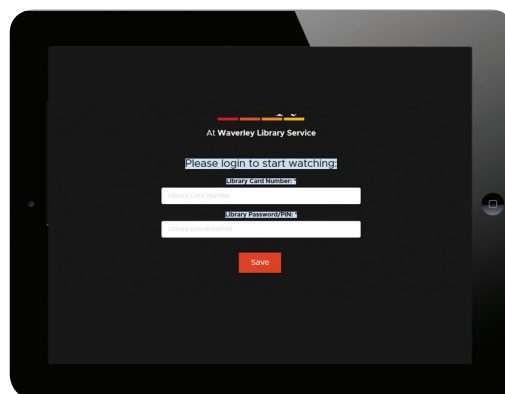 At Waverley Library Service
Please login to start watching:
Library Card Number: *
Library Card Number
Library Password/PIN: *
Library password/PIN
Save